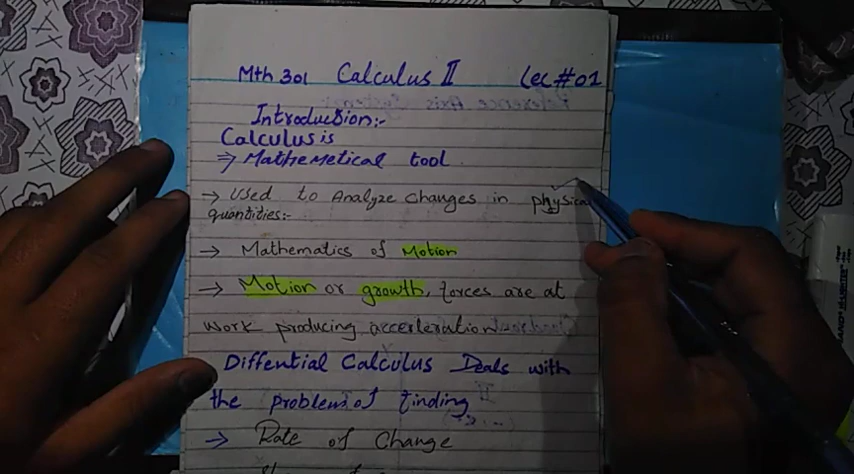 Mth 301 Calculus II Lec #01
Introduction:-
Calculus is
⇒ Mathemetical tool
→ Used to Analyze changes in physical
quantities:-
→ Mathematics of Motion
→ Motion or growth, forces are at
work producing accerleration
Diffential Calculus Deals with
the problems of finding
→ Rate of Change